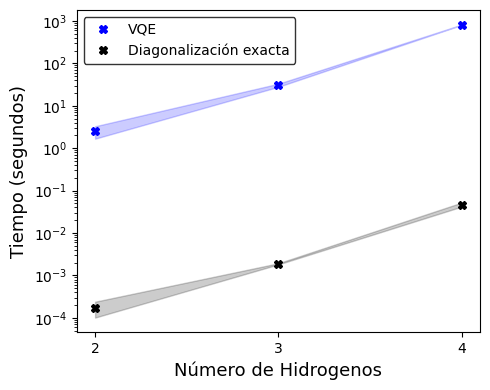 VQE
Diagonalización exacta
Tiempo (segundos)
10³
10²
10¹
10⁰
10⁻¹
10⁻²
10⁻³
10⁻⁴
2 3 4
Número de Hidrogenos